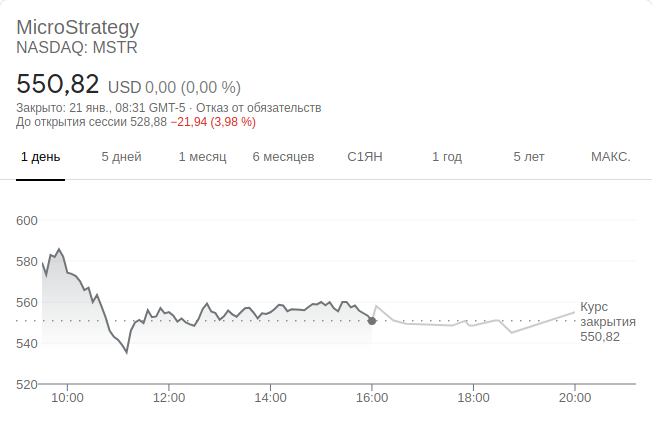 MicroStrategy
NASDAQ: MSTR
550,82 USD 0,00 (0,00 %)
Закрыто: 21 янв., 08:31 GMT-5 · Отказ от обязательств
До открытия сессии 528,88 −21,94 (3,98 %)
1 день 5 дней 1 месяц 6 месяцев С1ЯН 1 год 5 лет МАКС.
600
580
560
540
520
Курс
закрытия
550,82
10:00 12:00 14:00 16:00 18:00 20:00